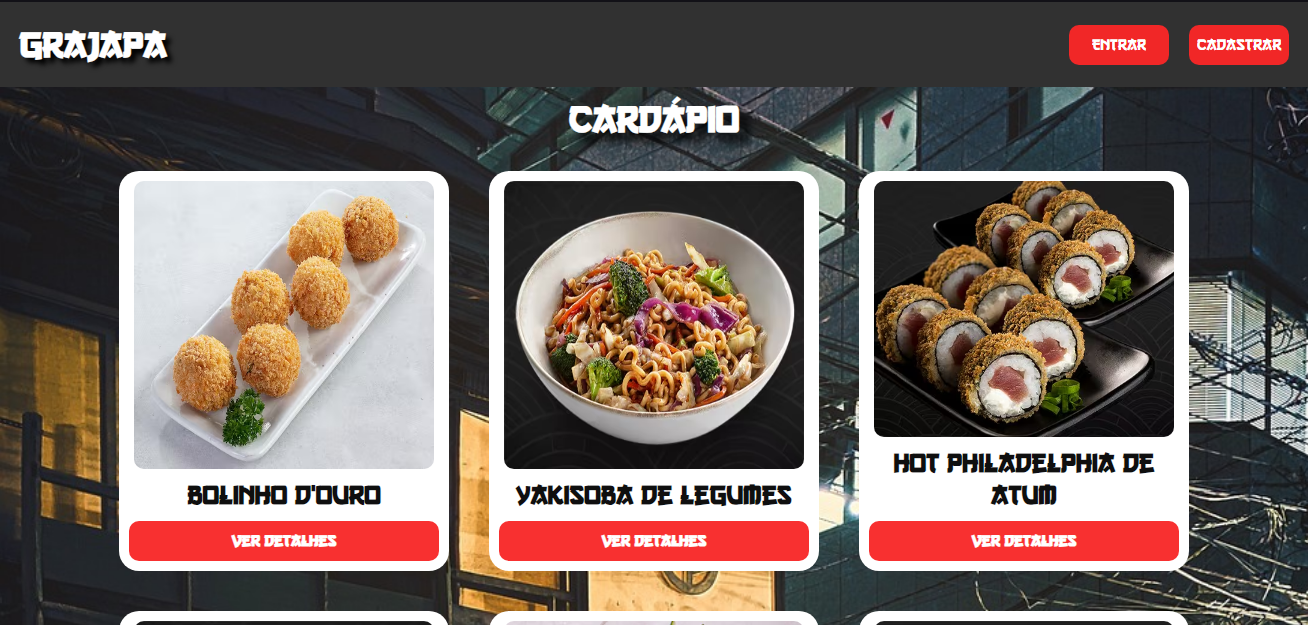 GRAJAPA
ENTRAR
CADASTRAR
CARDÁPIO
BOLINHO D'OURO
YAKISOBA DE LEGUMES
HOT PHILADELPHIA DE
ATUM
VER DETALHES
VER DETALHES
VER DETALHES